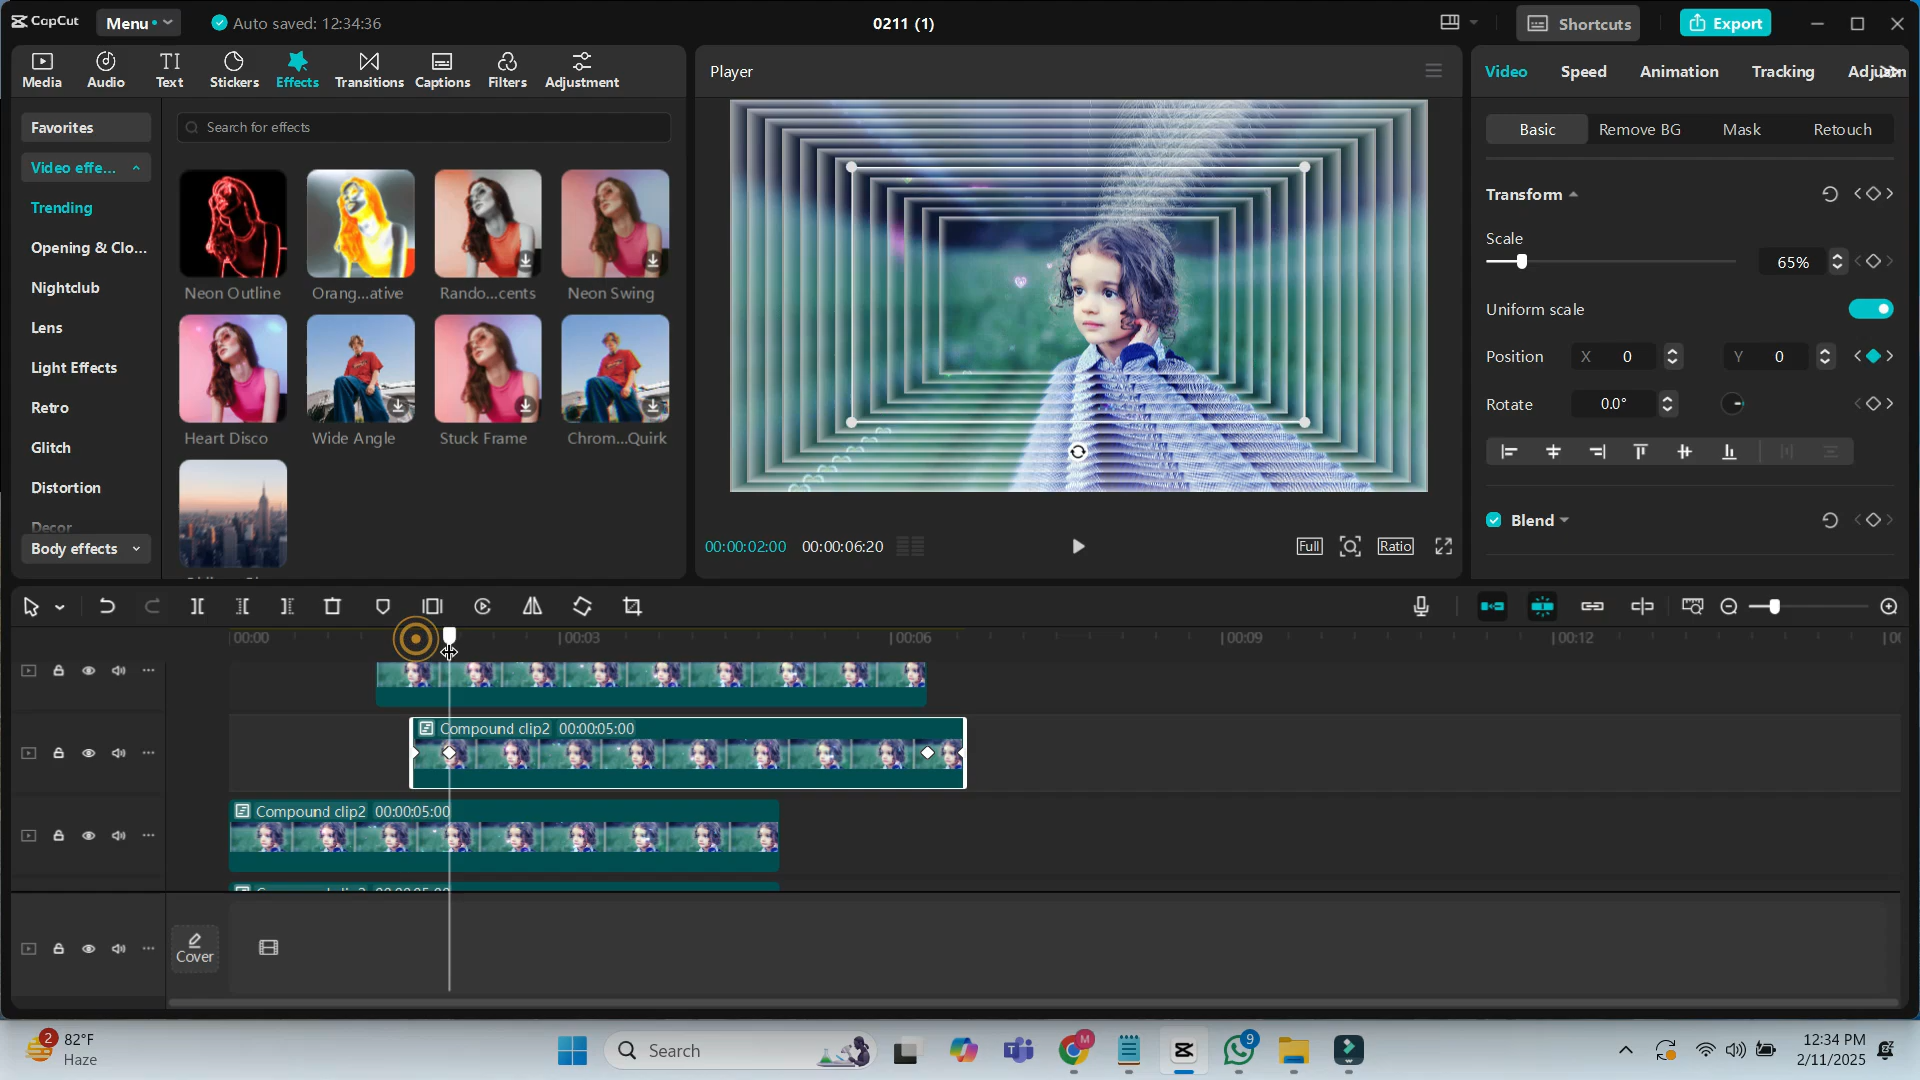 CapCut
Menu
Auto saved: 12:34:36
0211 (1)
Shortcuts
Export
Media
Audio
Text
Stickers
Effects
Transitions
Captions
Filters
Adjustment
Player
Video
Speed
Animation
Tracking
Favorites
Search for effects
Basic
Remove BG
Mask
Retouch
Video effe...
Trending
Opening & Clo...
Nightclub
Lens
Light Effects
Retro
Glitch
Distortion
Decor
Body effects
Neon Outline
Orang...ative
Rando...cents
Neon Swing
Heart Disco
Wide Angle
Stuck Frame
Chrom...Quirk
Transform
Scale
65%
Uniform scale
Position
X 0
Y 0
Rotate
0.0°
Blend
00:00:02:00
00:00:06:20
Full
Ratio
00:00
00:03
00:06
00:09
00:12
Compound clip2 00:00:05:00
Compound clip2 00:00:05:00
Cover
2
82°F
Haze
Search
M
9
12:34 PM
2/11/2025